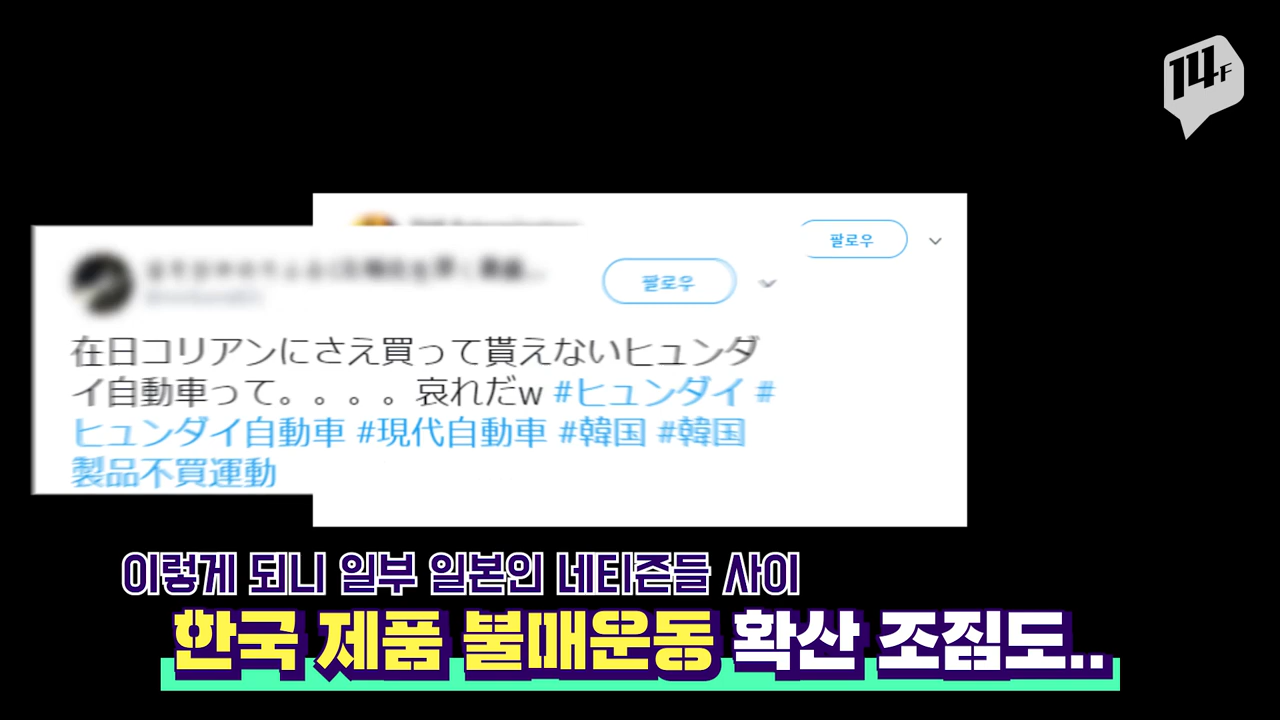 14F
팔로우
팔로우
在日コリアンにさえ買って貰えないヒュンダ
イ自動車って。。。。哀れだw #ヒュンダイ #
ヒュンダイ自動車 #現代自動車 #韓国 #韓国
製品不買運動
이렇게 되니 일부 일본인 네티즌들 사이
한국 제품 불매운동 확산 조짐도..